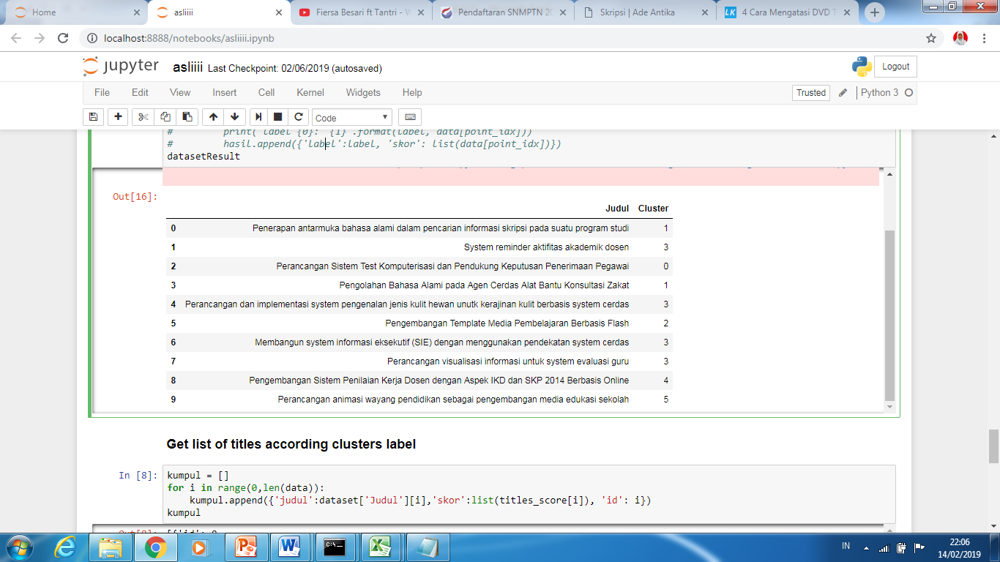 Home
asliiii
Fiersa Besari ft Tantri - W
Pendaftaran SNMPTN 20
Skripsi | Ade Antika
LK 4 Cara Mengatasi DVD T
localhost:8888/notebooks/asliiii.ipynb
jupyter asliiii Last Checkpoint: 02/06/2019 (autosaved)
Logout
File Edit View Insert Cell Kernel Widgets Help
Trusted Python 3
Code
# print( label {0}: {1} .format(label, data[point_idx]))
# hasil.append({'label':label, 'skor': list(data[point_idx])})
datasetResult
Out[16]:
Judul Cluster
0 Penerapan antarmuka bahasa alami dalam pencarian informasi skripsi pada suatu program studi 1
1 System reminder aktifitas akademik dosen 3
2 Perancangan Sistem Test Komputerisasi dan Pendukung Keputusan Penerimaan Pegawai 0
3 Pengolahan Bahasa Alami pada Agen Cerdas Alat Bantu Konsultasi Zakat 1
4 Perancangan dan implementasi system pengenalan jenis kulit hewan unutk kerajinan kulit berbasis system cerdas 3
5 Pengembangan Template Media Pembelajaran Berbasis Flash 2
6 Membangun system informasi eksekutif (SIE) dengan menggunakan pendekatan system cerdas 3
7 Perancangan visualisasi informasi untuk system evaluasi guru 3
8 Pengembangan Sistem Penilaian Kerja Dosen dengan Aspek IKD dan SKP 2014 Berbasis Online 4
9 Perancangan animasi wayang pendidikan sebagai pengembangan media edukasi sekolah 5
Get list of titles according clusters label
In [8]: kumpul = []
for i in range(0,len(data)):
kumpul.append({'judul':dataset['Judul'][i],'skor':list(titles_score[i]), 'id': i})
kumpul
IN
22:06
14/02/2019